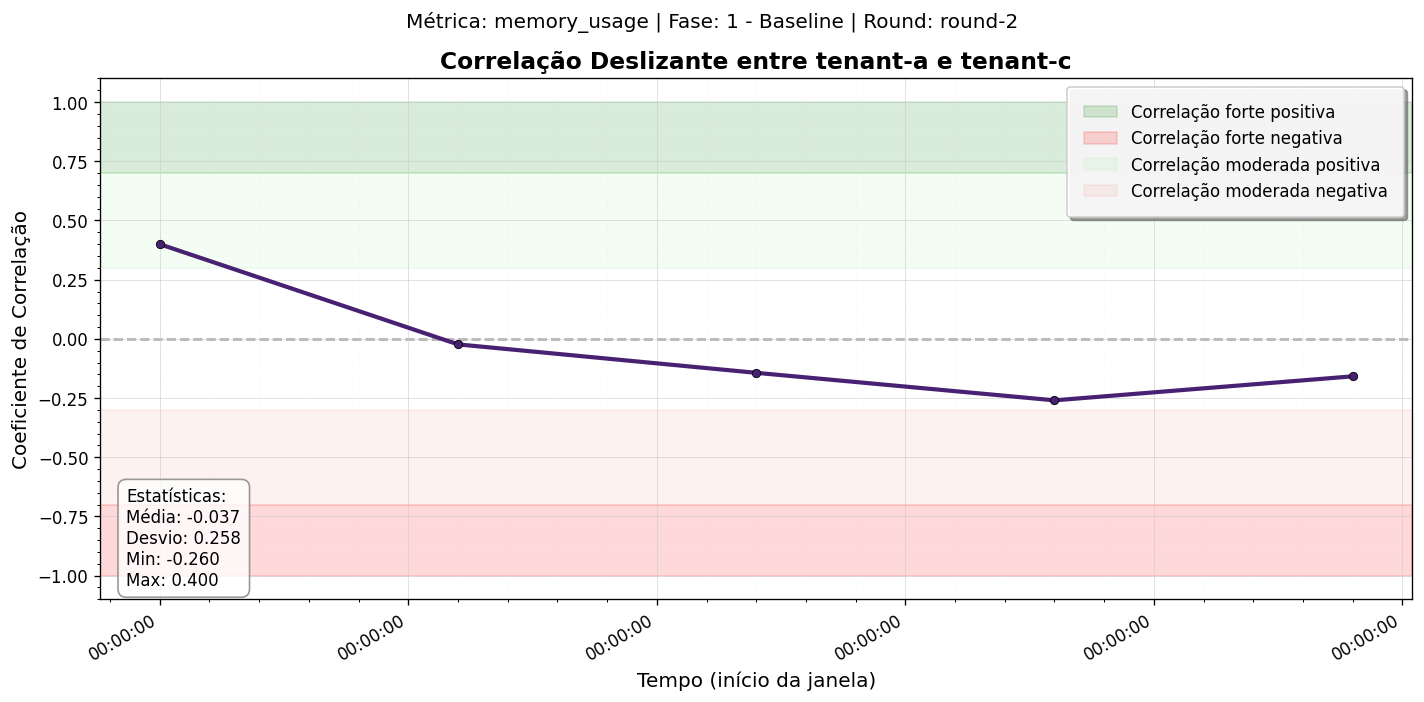 Métrica: memory_usage | Fase: 1 - Baseline | Round: round-2
Correlação Deslizante entre tenant-a e tenant-c
Coeficiente de Correlação
1.00
0.75
0.50
0.25
0.00
−0.25
−0.50
−0.75
−1.00
Correlação forte positiva
Correlação forte negativa
Correlação moderada positiva
Correlação moderada negativa
Estatísticas:
Média: -0.037
Desvio: 0.258
Min: -0.260
Max: 0.400
00:00:00
00:00:00
00:00:00
00:00:00
00:00:00
00:00:00
Tempo (início da janela)